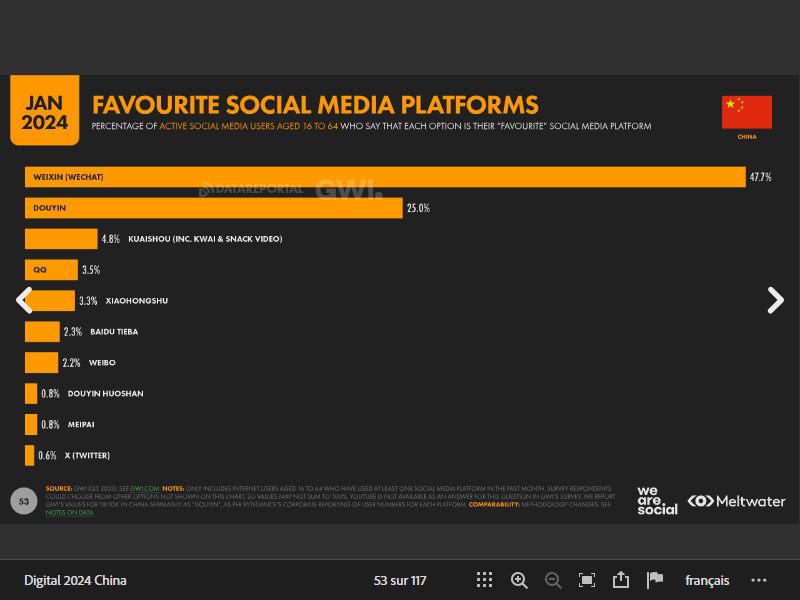 JAN
2024
FAVOURITE SOCIAL MEDIA PLATFORMS
PERCENTAGE OF ACTIVE SOCIAL MEDIA USERS AGED 16 TO 64 WHO SAY THAT EACH OPTION IS THEIR "FAVOURITE" SOCIAL MEDIA PLATFORM
CHINA
WEIXIN (WECHAT) 47.7%
DATAREPORTAL GWI.
DOUYIN 25.0%
4.8% KUAISHOU (INC. KWAI & SNACK VIDEO)
QQ 3.5%
3.3% XIAOHONGSHU
2.3% BAIDU TIEBA
2.2% WEIBO
0.8% DOUYIN HUOSHAN
0.8% MEIPAI
0.6% X (TWITTER)
53
SOURCE: GWI (Q3 2023). SEE GWI.COM NOTES: ONLY INCLUDES INTERNET USERS AGED 16 TO 64 WHO HAVE USED AT LEAST ONE SOCIAL MEDIA PLATFORM IN THE PAST MONTH. SURVEY RESPONDENTS
COULD CHOOSE FROM OTHER OPTIONS NOT SHOWN ON THIS CHART, SO VALUES MAY NOT SUM TO 100%. YOUTUBE IS NOT AVAILABLE AS AN ANSWER FOR THIS QUESTION IN GWI'S SURVEY. WE REPORT
GWI'S VALUES FOR TIKTOK IN CHINA SEPARATELY AS "DOUYIN", AS PER BYTEDANCE'S CORPORATE REPORTING OF USER NUMBERS FOR EACH PLATFORM. COMPARABILITY: METHODOLOGY CHANGES. SEE
NOTES ON DATA.
we
are.
social
Meltwater
Digital 2024 China
53 sur 117
français